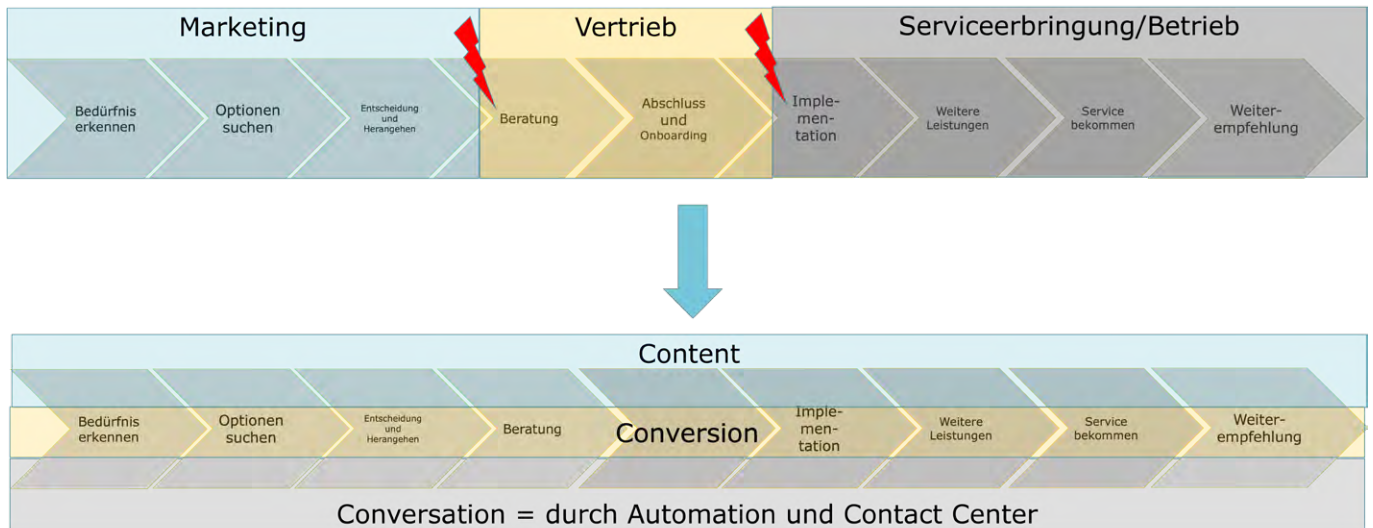 Marketing
Vertrieb
Serviceerbringung/Betrieb
Bedürfnis
erkennen
Optionen
suchen
Entscheidung
und
Herangehen
Beratung
Abschluss
und
Onboarding
Imple-
men-
tation
Weitere
Leistungen
Service
bekommen
Weiter-
empfehlung
Content
Bedürfnis
erkennen
Optionen
suchen
Entscheidung
und
Herangehen
Beratung
Conversion
Imple-
men-
tation
Weitere
Leistungen
Service
bekommen
Weiter-
empfehlung
Conversation = durch Automation und Contact Center